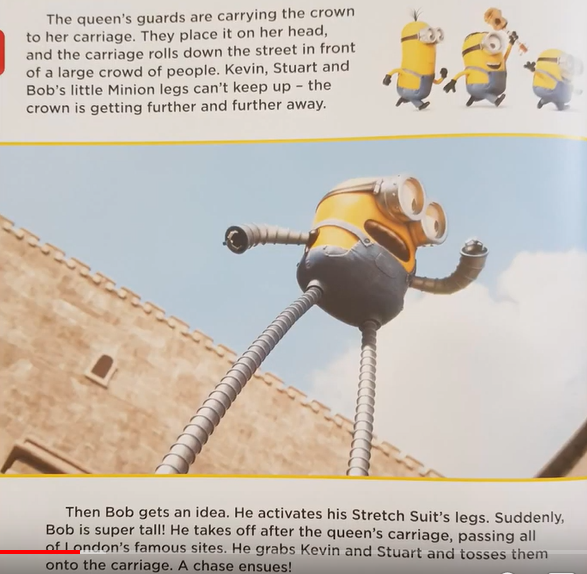 The queen's guards are carrying the crown
to her carriage. They place it on her head,
and the carriage rolls down the street in front
of a large crowd of people. Kevin, Stuart and
Bob's little Minion legs can't keep up – the
crown is getting further and further away.
Then Bob gets an idea. He activates his Stretch Suit's legs. Suddenly,
Bob is super tall! He takes off after the queen's carriage, passing all
of London's famous sites. He grabs Kevin and Stuart and tosses them
onto the carriage. A chase ensues!